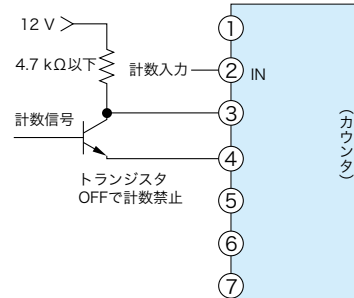 12 V
4.7 kΩ以下
計数入力
計数信号
トランジスタ
OFFで計数禁止
①
②
IN
③
④
⑤
⑥
⑦
(カウンタ)